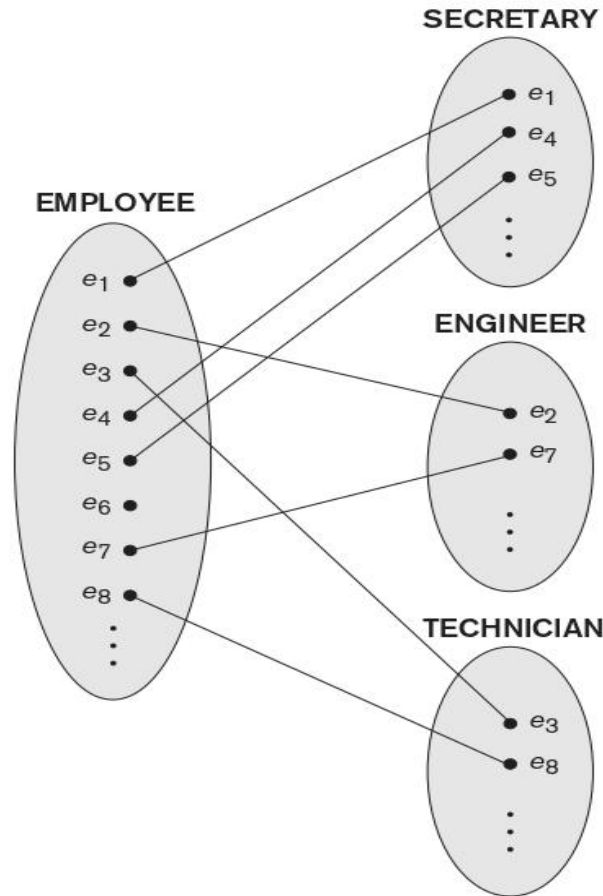 SECRETARY
e1
e4
e5
EMPLOYEE
e1
e2
e3
e4
e5
e6
e7
e8
ENGINEER
e2
e7
TECHNICIAN
e3
e8